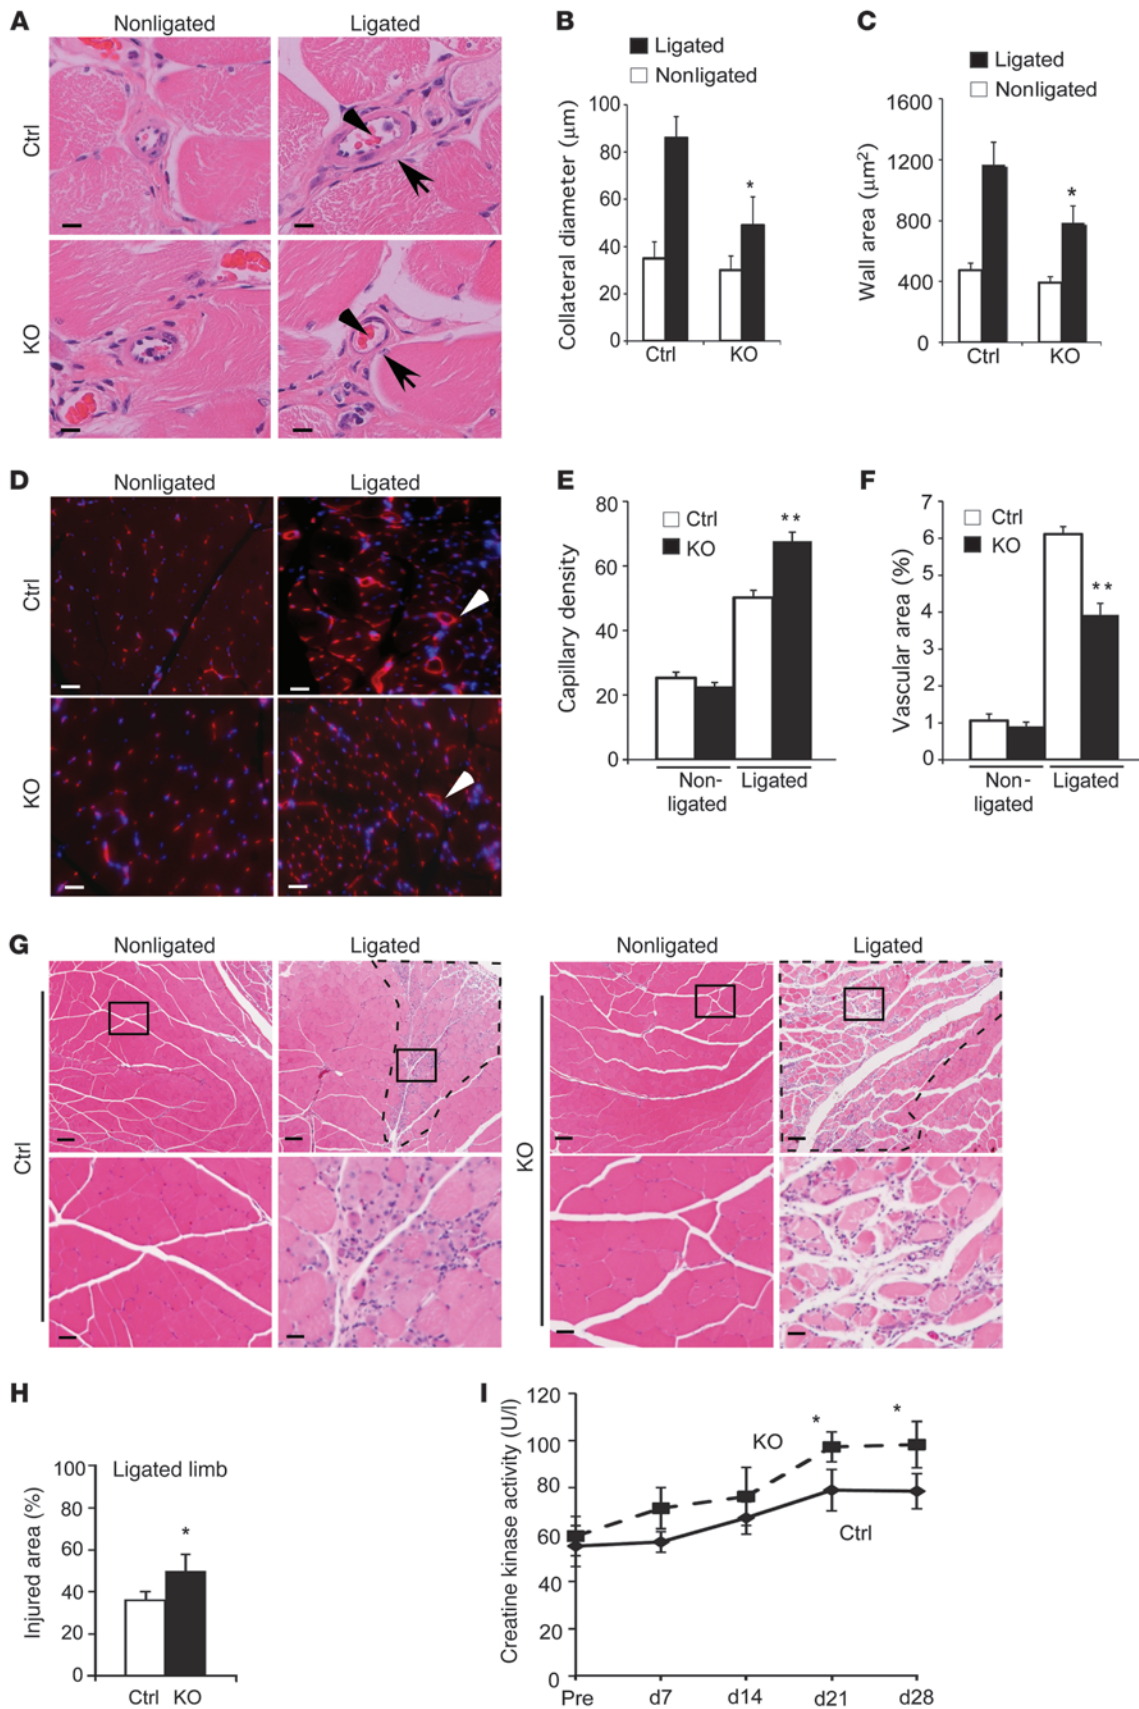 A
Nonligated
Ligated
Ctrl
KO
B
Ligated
Nonligated
Collateral diameter (μm)
100
80
60
40
20
0
*
Ctrl
KO
C
Ligated
Nonligated
Wall area (μm²)
1600
1200
800
400
0
*
Ctrl
KO
D
Nonligated
Ligated
Ctrl
KO
E
Ctrl
KO
Capillary density
80
60
40
20
0
**
Non-
ligated
Ligated
F
Ctrl
KO
Vascular area (%)
7
6
5
4
3
2
1
0
**
Non-
ligated
Ligated
G
Nonligated
Ligated
Nonligated
Ligated
Ctrl
KO
H
Ligated limb
Injured area (%)
100
80
60
40
20
0
*
Ctrl
KO
I
Creatine kinase activity (U/l)
120
100
80
60
40
20
0
KO
*
*
Ctrl
Pre
d7
d14
d21
d28